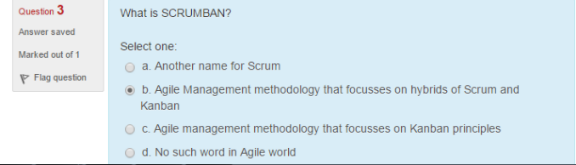 Question 3
Answer saved
Marked out of 1
Flag question
What is SCRUMBAN?
Select one:
a. Another name for Scrum
b. Agile Management methodology that focusses on hybrids of Scrum and
Kanban
c. Agile management methodology that focusses on Kanban principles
d. No such word in Agile world